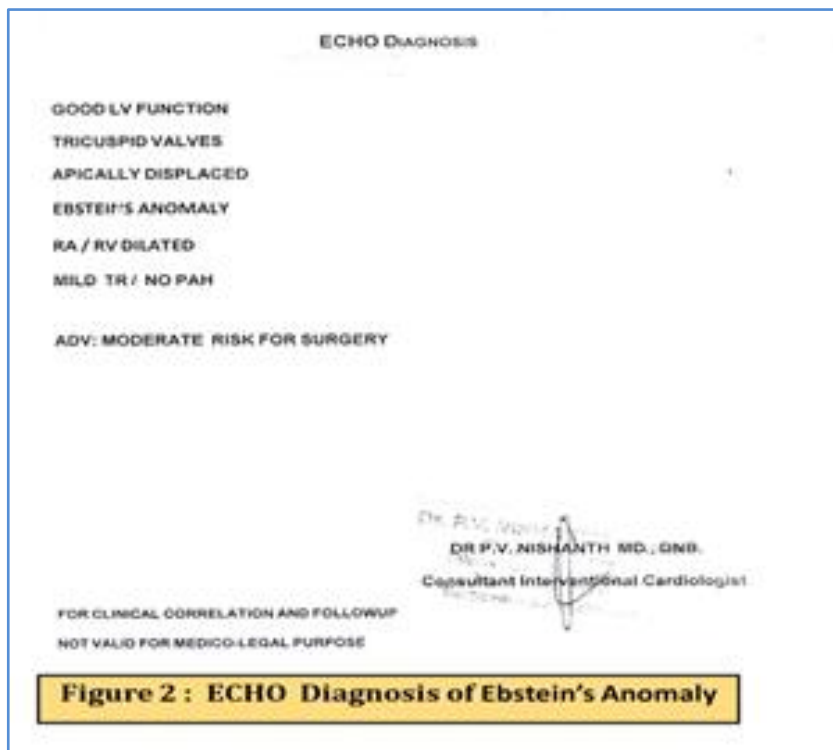 ECHO DIAGNOSIS
GOOD LV FUNCTION
TRICUSPID VALVES
APICALLY DISPLACED
EBSTEIN'S ANOMALY
RA / RV DILATED
MILD TR / NO PAH
ADV: MODERATE RISK FOR SURGERY
DR P.V. NISHANTH MD., DNB.
Consultant Interventional Cardiologist
FOR CLINICAL CORRELATION AND FOLLOWUP
NOT VALID FOR MEDICO-LEGAL PURPOSE
Figure 2 : ECHO Diagnosis of Ebstein's Anomaly